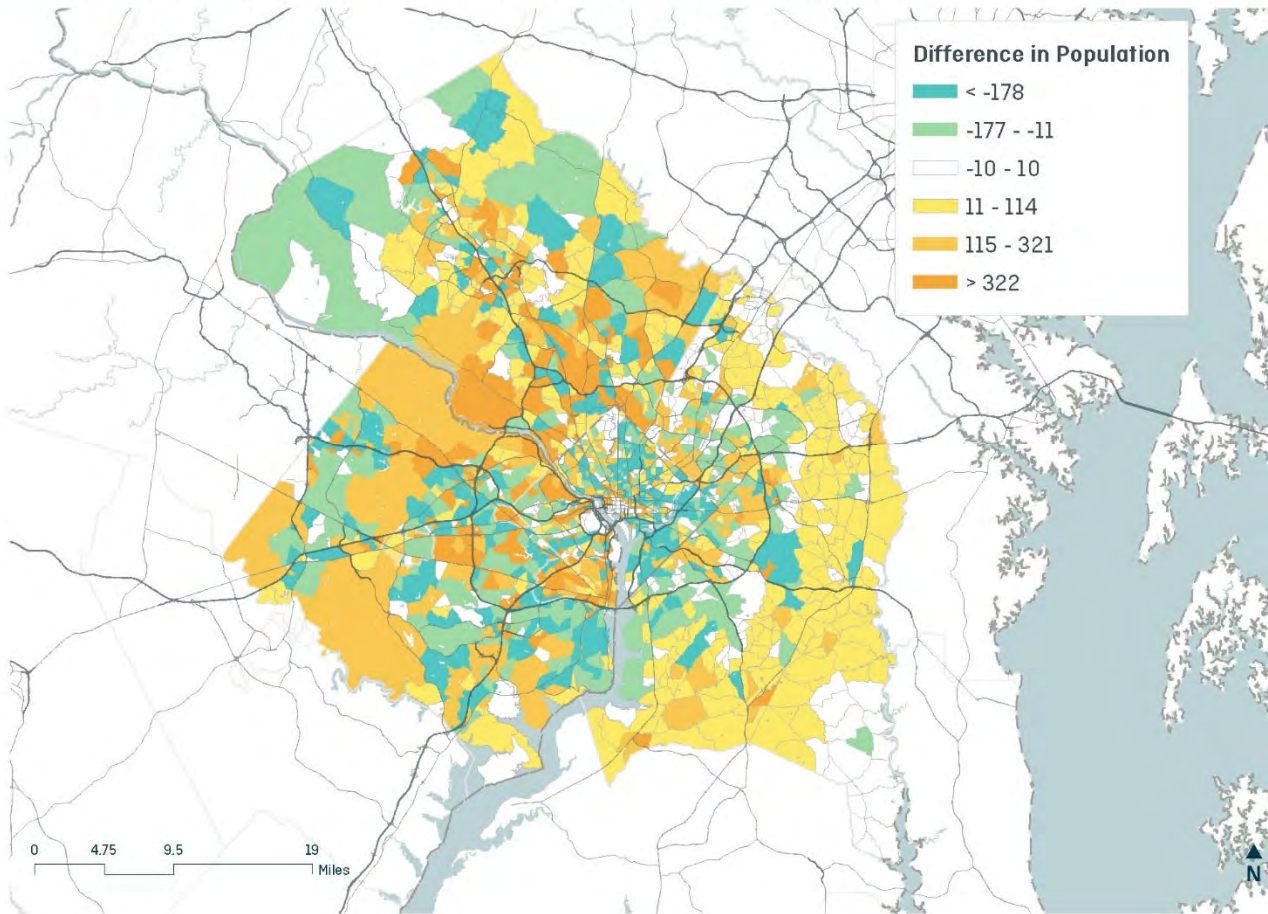 Difference in Population
< -178
-177 - -11
-10 - 10
11 - 114
115 - 321
> 322
0 4.75 9.5 19
Miles
N